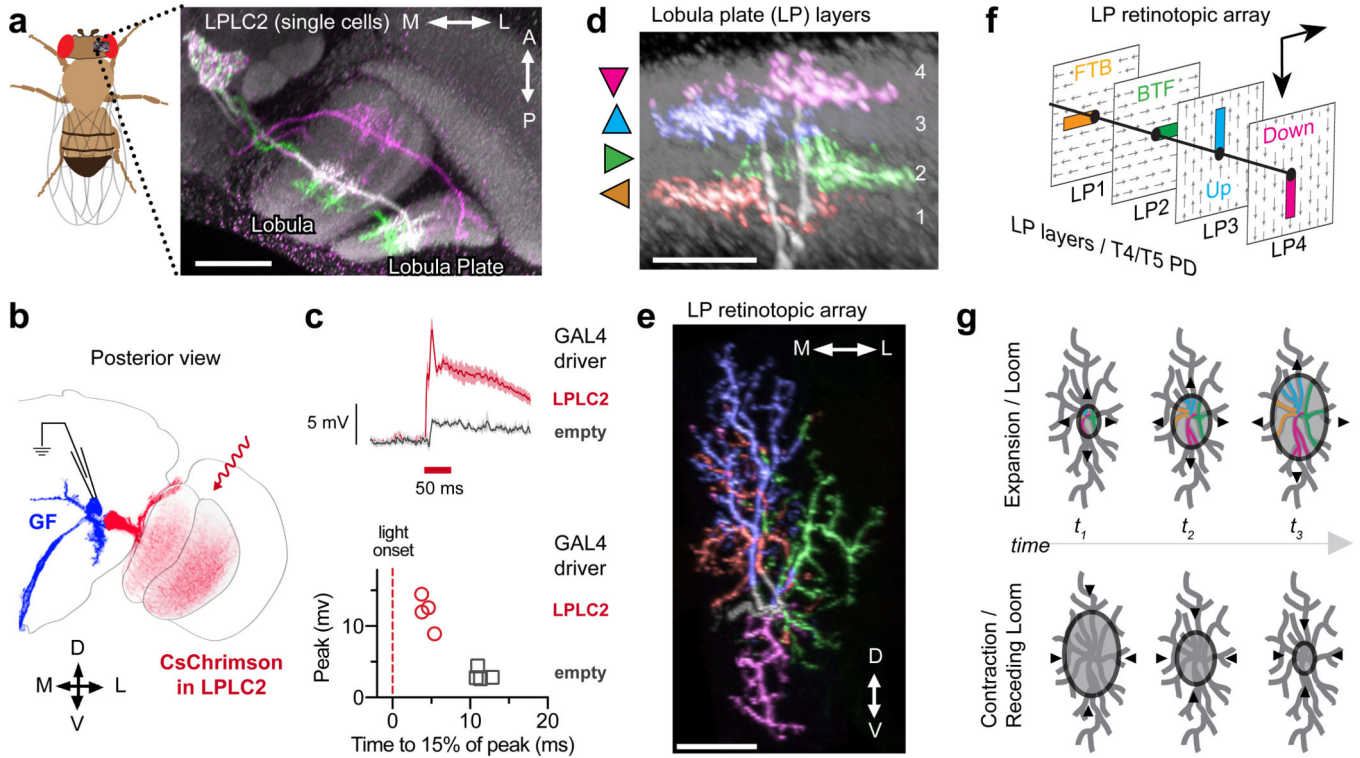 a
LPLC2 (single cells)
M
L
A
P
Lobula
Lobula Plate
b
Posterior view
GF
CsChrimson
in LPLC2
D
M
L
V
c
GAL4
driver
LPLC2
empty
5 mV
50 ms
light
onset
GAL4
driver
LPLC2
empty
Peak (mv)
10
0
0
10
20
Time to 15% of peak (ms)
d
Lobula plate (LP) layers
4
3
2
1
e
LP retinotopic array
M
L
D
V
f
LP retinotopic array
FTB
BTF
Up
Down
LP1
LP2
LP3
LP4
LP layers / T4/T5 PD
g
Expansion / Loom
t1
t2
t3
time
Contraction /
Receding Loom